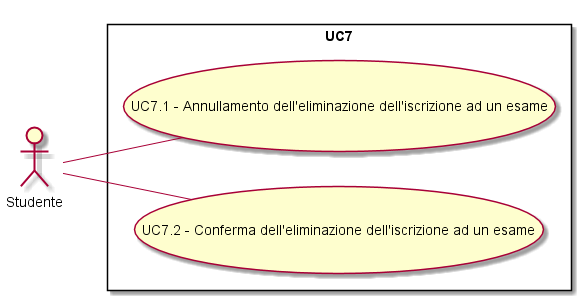 UC7
UC7.1 - Annullamento dell'eliminazione dell'iscrizione ad un esame
Studente
UC7.2 - Conferma dell'eliminazione dell'iscrizione ad un esame